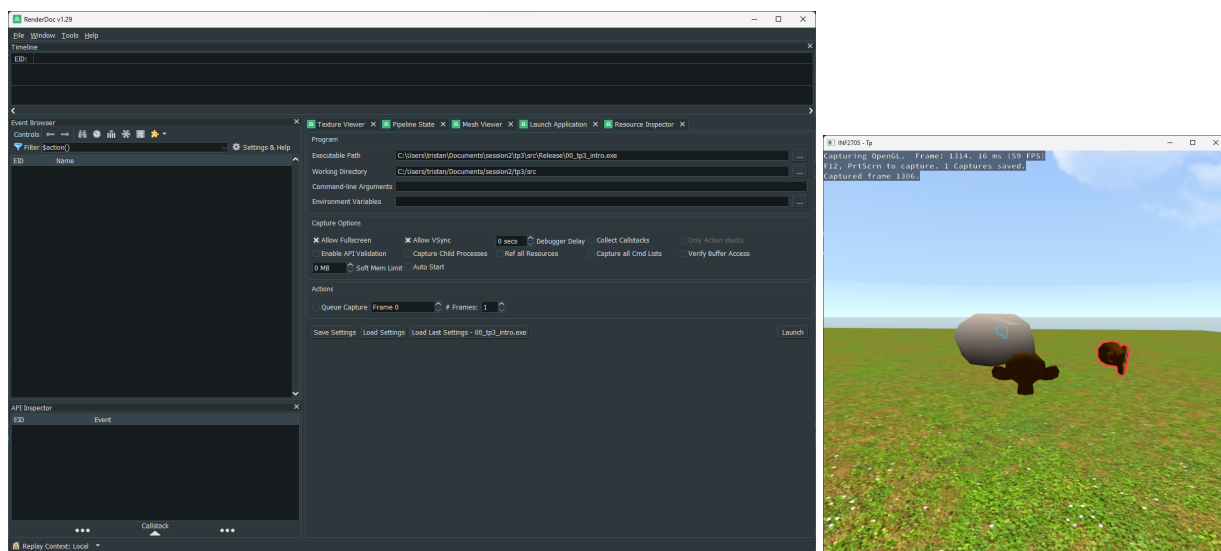 RenderDoc v1.29
File Window Tools Help
Timeline
EID:
Event Browser
Controls
Filter $action() Settings & Help
EID Name
API Inspector
EID Event
Callstack
Replay Context: Local
Texture Viewer Pipeline State Mesh Viewer Launch Application Resource Inspector
Program
Executable Path C:\Users\tristan\Documents\session2\tp3\src\Release\00_tp3_intro.exe ...
Working Directory C:/Users/tristan/Documents/session2/tp3/src ...
Command-line Arguments
Environment Variables ...
Capture Options
Allow Fullscreen Allow VSync 0 secs Debugger Delay Collect Callstacks Only Action stacks
Enable API Validation Capture Child Processes Ref all Resources Capture all Cmd Lists Verify Buffer Access
0 MB Soft Mem Limit Auto Start
Actions
Queue Capture Frame 0 # Frames: 1
Save Settings Load Settings Load Last Settings - 00_tp3_intro.exe Launch
INF2705 - Tp
Capturing OpenGL. Frame: 1314. 16 ms (59 FPS)
F12, PrtScrn to capture. 1 Captures saved.
Captured frame 1306.